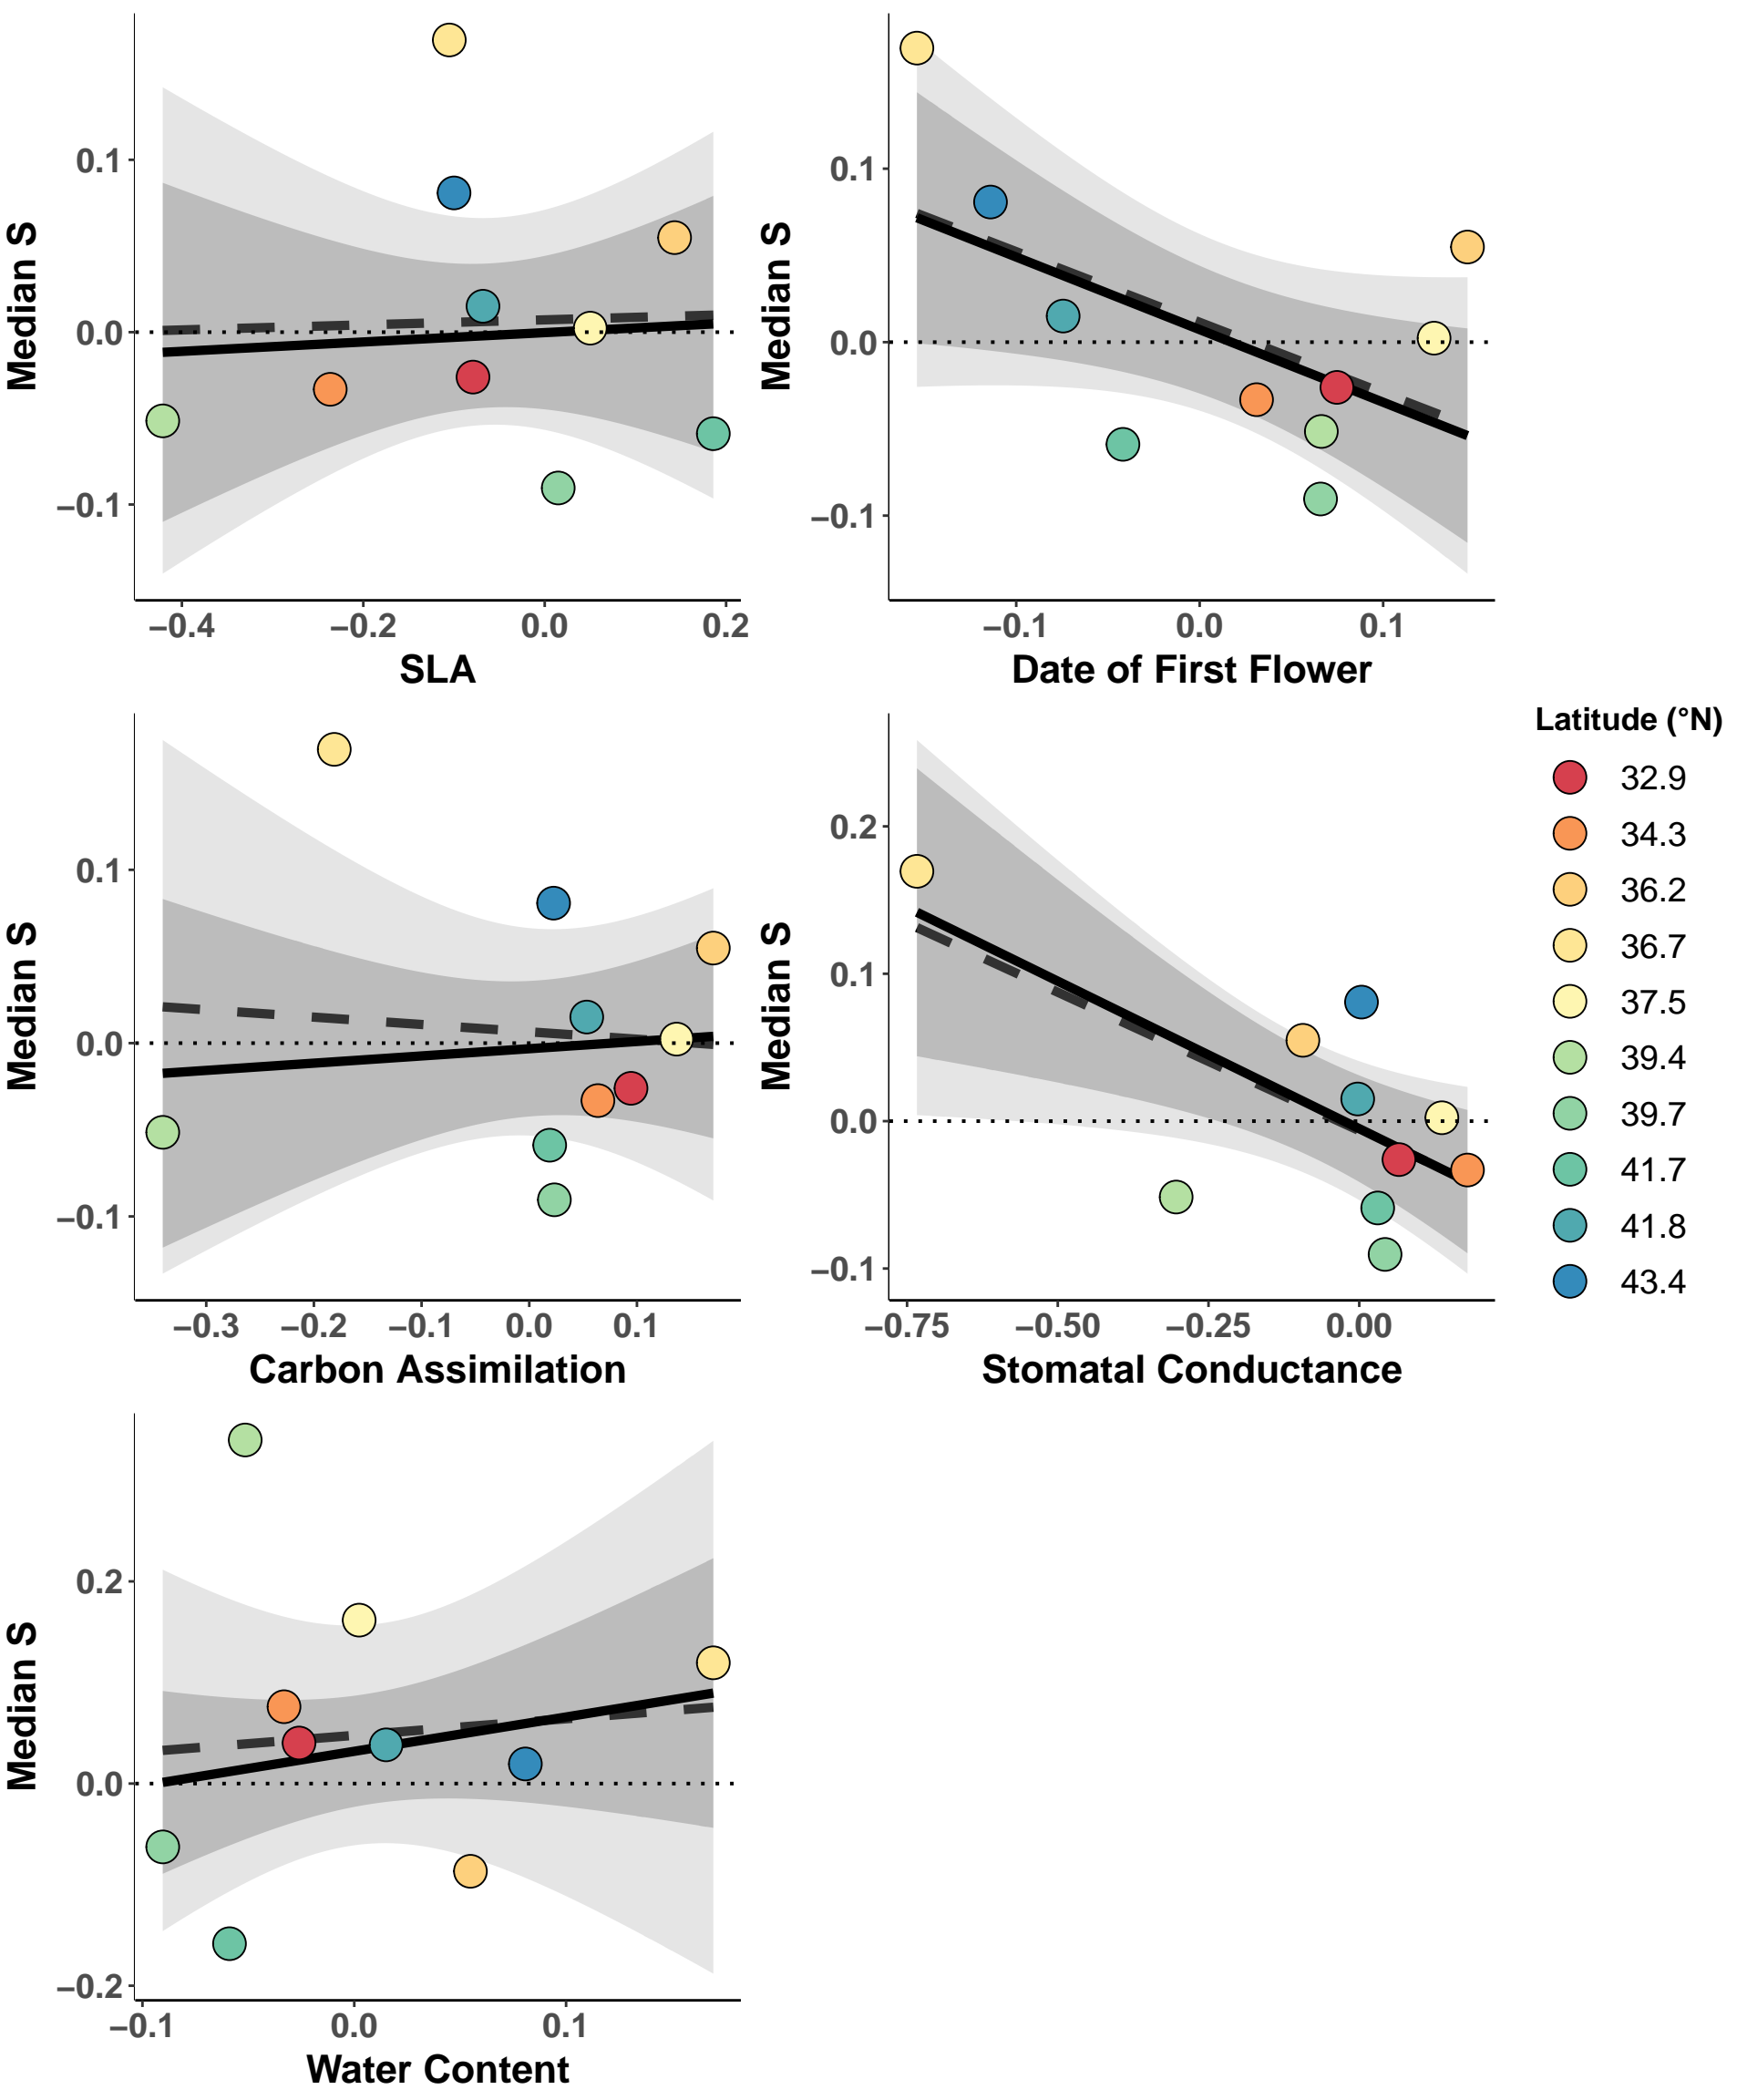 Median S
0.1
0.0
−0.1
−0.4 −0.2 0.0 0.2
SLA
Median S
0.1
0.0
−0.1
−0.1 0.0 0.1
Date of First Flower
Median S
0.1
0.0
−0.1
−0.3 −0.2 −0.1 0.0 0.1
Carbon Assimilation
Median S
0.2
0.1
0.0
−0.1
−0.75 −0.50 −0.25 0.00
Stomatal Conductance
Latitude (°N)
32.9
34.3
36.2
36.7
37.5
39.4
39.7
41.7
41.8
43.4
Median S
0.2
0.0
−0.2
−0.1 0.0 0.1
Water Content